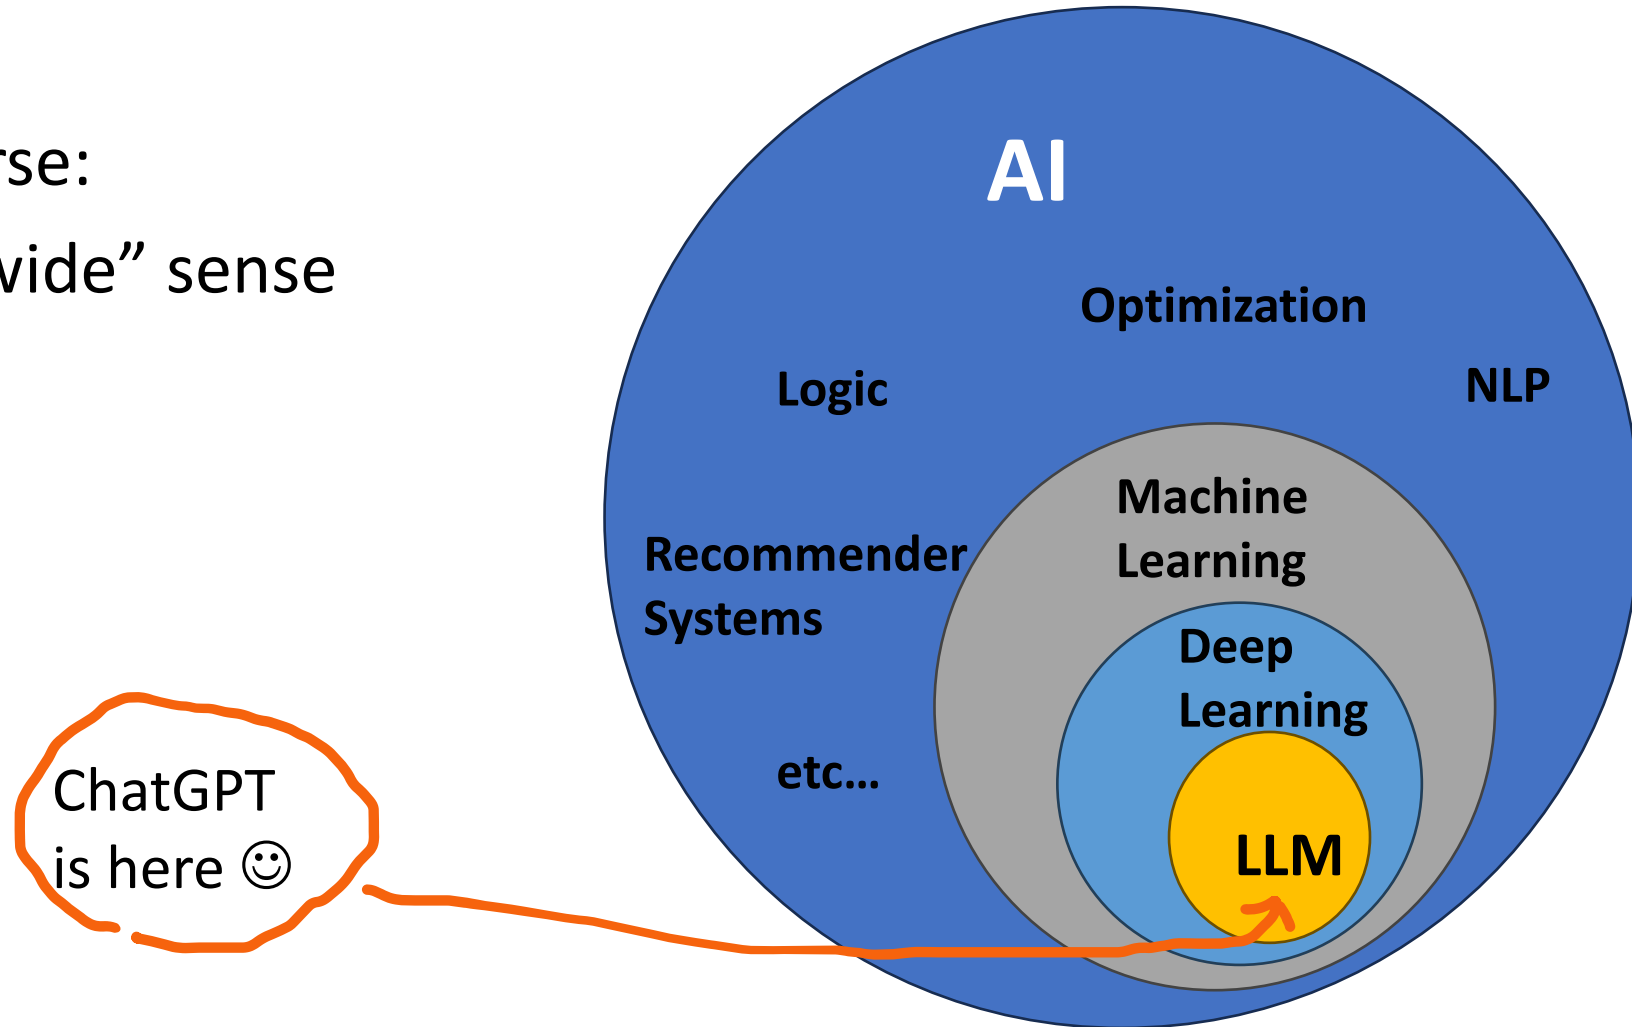 rse:
wide” sense
AI
Optimization
Logic
NLP
Machine
Learning
Recommender
Systems
Deep
Learning
etc...
LLM
ChatGPT
is here ☺